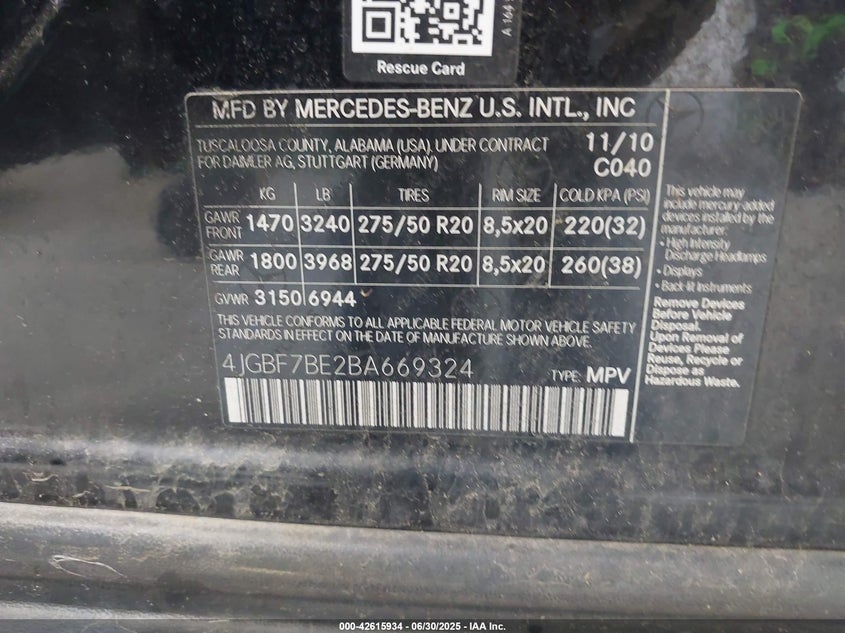 A 164
Rescue Card
MFD BY MERCEDES-BENZ U.S. INTL., INC
TUSCALOOSA COUNTY, ALABAMA (USA). UNDER CONTRACT
FOR DAIMLER AG, STUTTGART (GERMANY)
11/10
C040
KG LB TIRES RIM SIZE COLD KPA (PSI)
GAWR FRONT 1470 3240 275/50 R20 8,5x20 220(32)
GAWR REAR 1800 3968 275/50 R20 8,5x20 260(38)
GVWR 3150 6944
THIS VEHICLE CONFORMS TO ALL APPLICABLE FEDERAL MOTOR VEHICLE SAFETY
STANDARDS IN EFFECT ON THE DATE OF MANUFACTURE SHOWN ABOVE.
4JGBF7BE2BA669324
TYPE: MPV
This vehicle may
include mercury added
devices installed by the
manufacturer:
• High Intensity
Discharge Headlamps
• Displays
• Back-lit Instruments
Remove Devices
Before Vehicle
Disposal.
Upon Removal of
Devices Please
Reuse, Recycle or
Dispose as
Hazardous Waste.
000-42615934 - 06/30/2025 - IAA Inc.